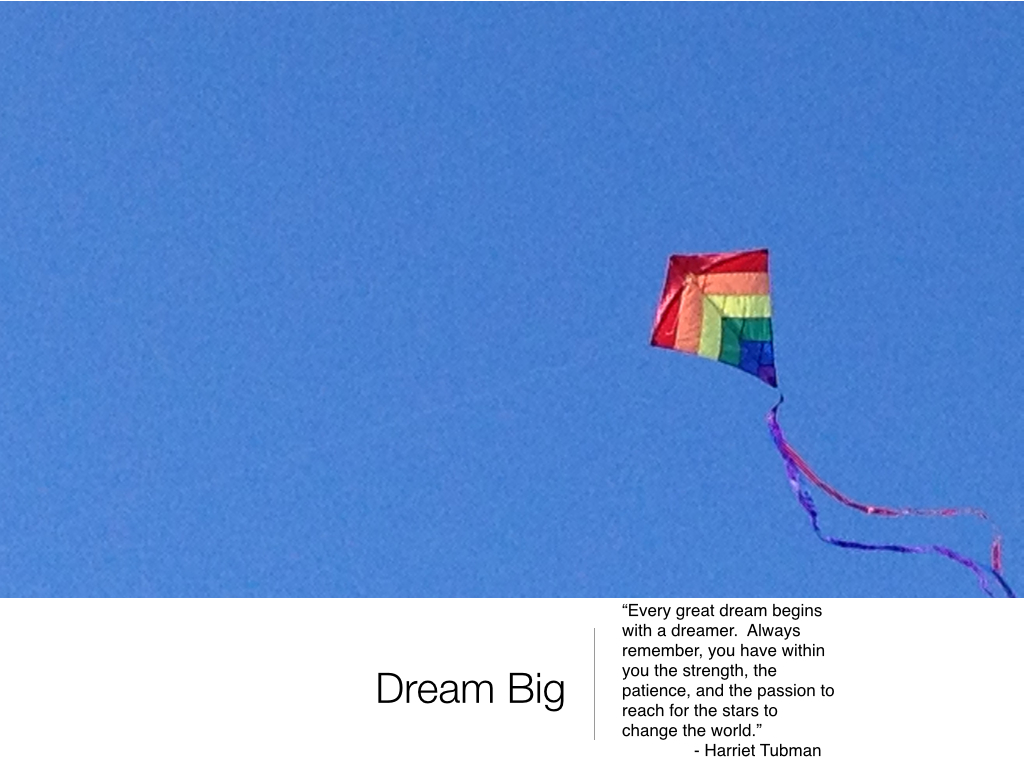 Dream Big
“Every great dream begins
with a dreamer.  Always
remember, you have within
you the strength, the
patience, and the passion to
reach for the stars to
change the world.”
- Harriet Tubman